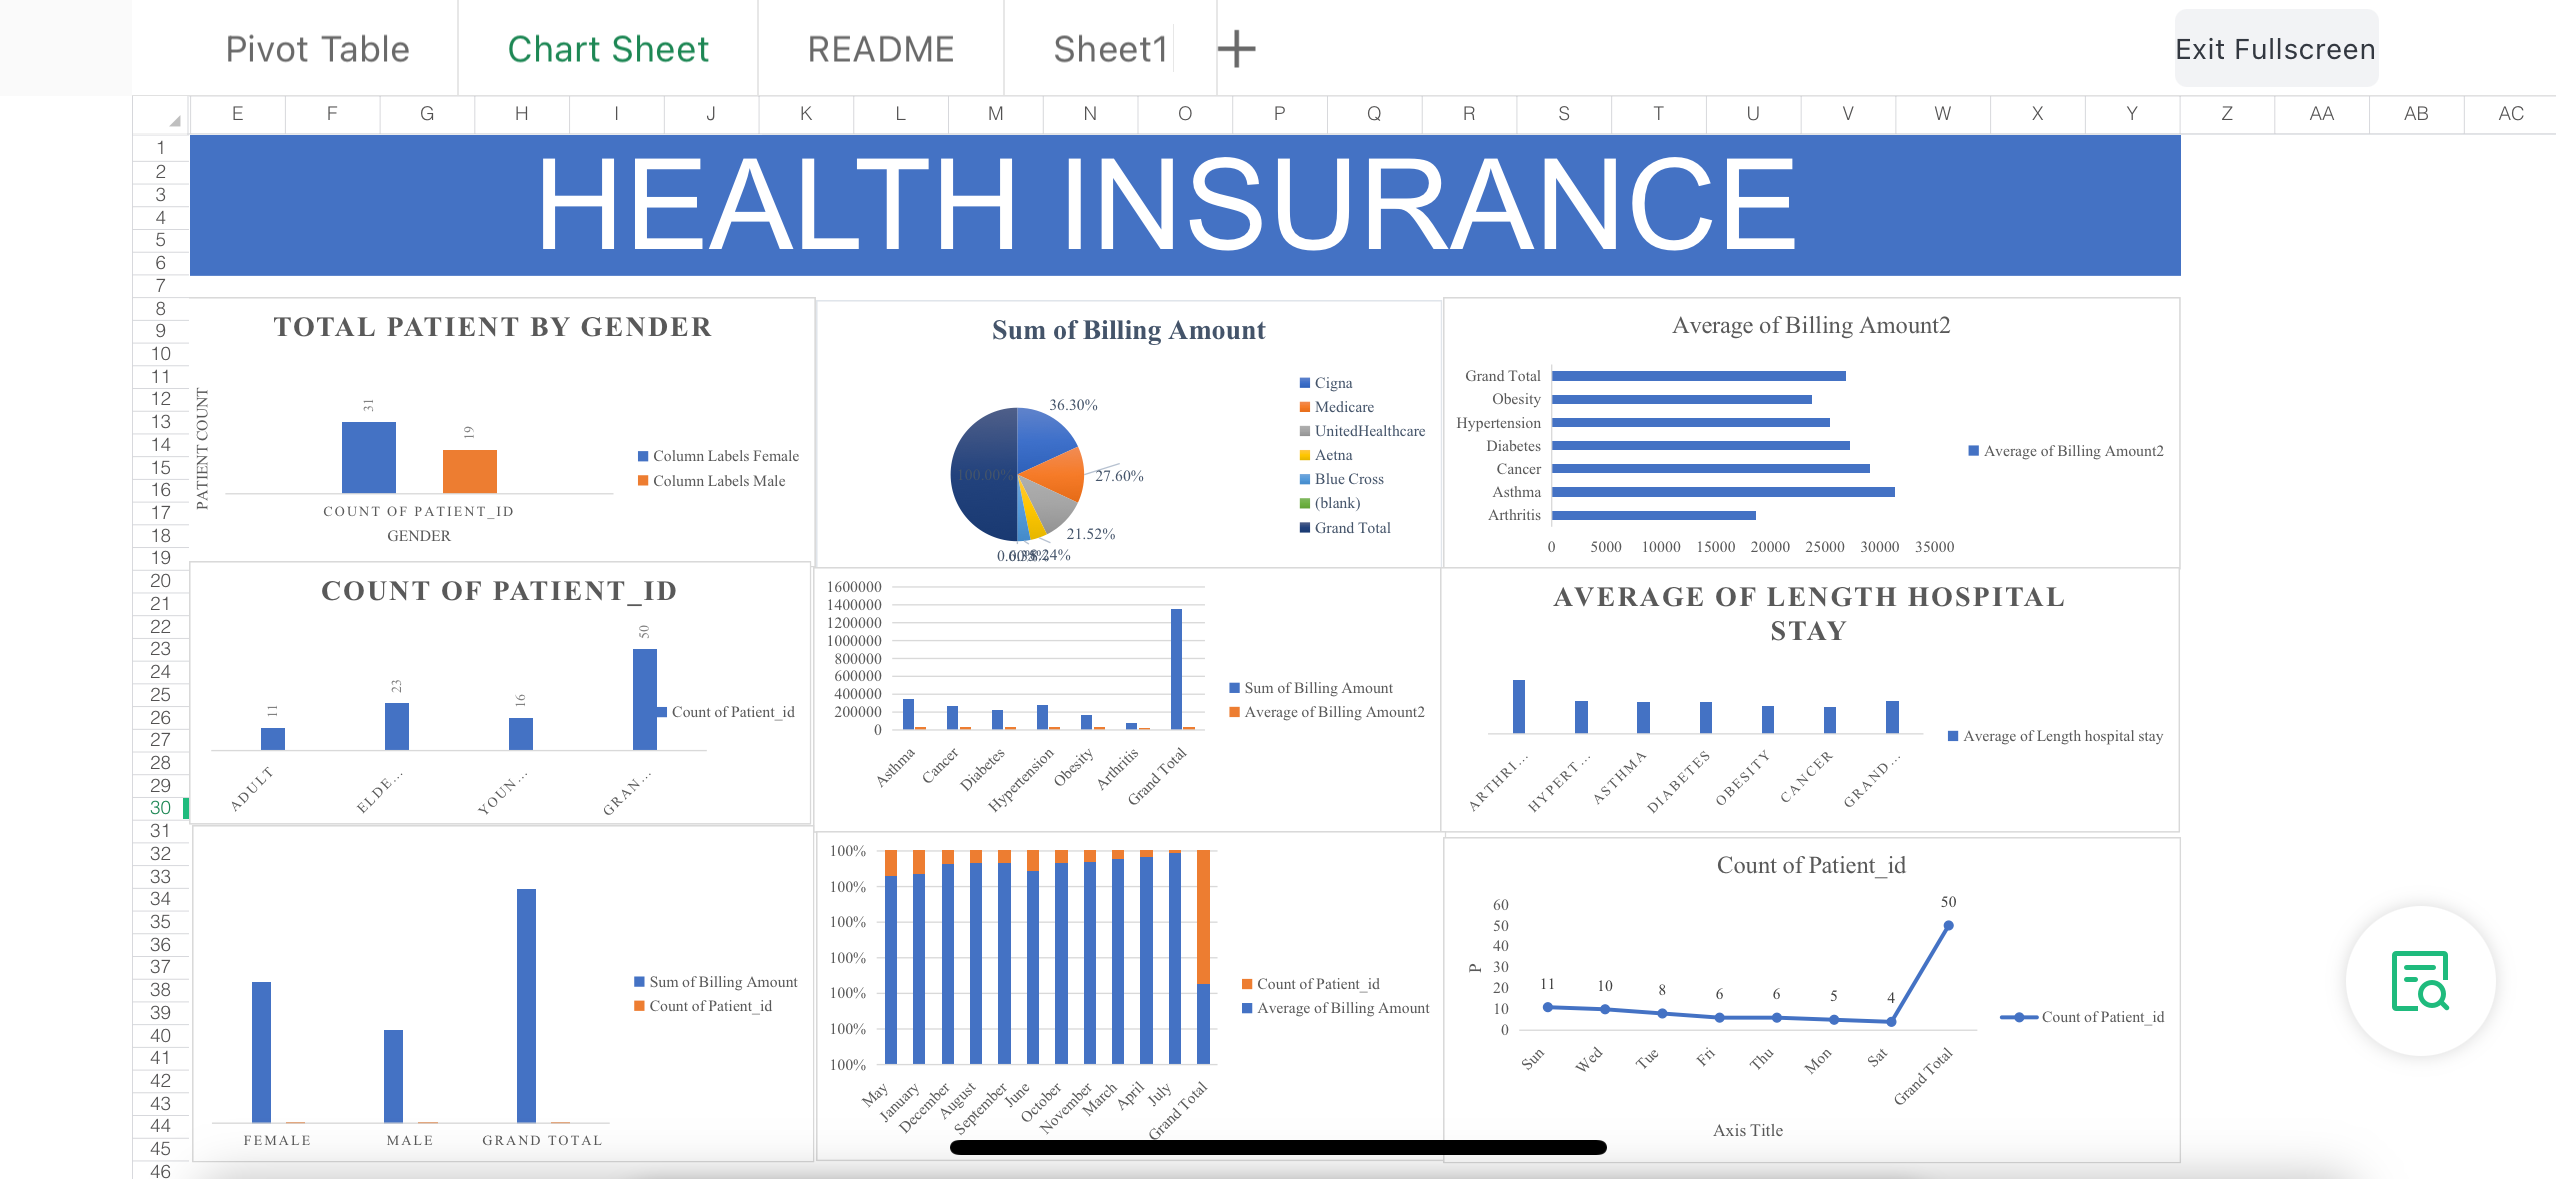 Pivot Table
Chart Sheet
README
Sheet1
Exit Fullscreen
E F G H I J K L M N O P Q R S T U V W X Y Z AA AB AC
1
2
3
4
5
6
7
8
9
10
11
12
13
14
15
16
17
18
19
20
21
22
23
24
25
26
27
28
29
30
31
32
33
34
35
36
37
38
39
40
41
42
43
44
45
46
HEALTH INSURANCE
TOTAL PATIENT BY GENDER
PATIENT COUNT
31
19
Column Labels Female
Column Labels Male
COUNT OF PATIENT_ID
GENDER
Sum of Billing Amount
36.30%
27.60%
21.52%
100.00%
Cigna
Medicare
UnitedHealthcare
Aetna
Blue Cross
(blank)
Grand Total
Average of Billing Amount2
Grand Total
Obesity
Hypertension
Diabetes
Cancer
Asthma
Arthritis
0 5000 10000 15000 20000 25000 30000 35000
Average of Billing Amount2
COUNT OF PATIENT_ID
11
23
16
50
Count of Patient_id
ADULT
ELDE...
YOUN...
GRAN...
1600000
1400000
1200000
1000000
800000
600000
400000
200000
0
Asthma
Cancer
Diabetes
Hypertension
Obesity
Arthritis
Grand Total
Sum of Billing Amount
Average of Billing Amount2
AVERAGE OF LENGTH HOSPITAL
STAY
ARTHRI...
HYPERT...
ASTHMA
DIABETES
OBESITY
CANCER
GRAND...
Average of Length hospital stay
Sum of Billing Amount
Count of Patient_id
FEMALE
MALE
GRAND TOTAL
100%
100%
100%
100%
100%
100%
100%
May
January
December
August
September
June
October
November
March
April
July
Grand Total
Count of Patient_id
Average of Billing Amount
Count of Patient_id
P
60
50
40
30
20
10
0
11
10
8
6
6
5
4
50
Sun
Wed
Tue
Fri
Thu
Mon
Sat
Grand Total
Count of Patient_id
Axis Title